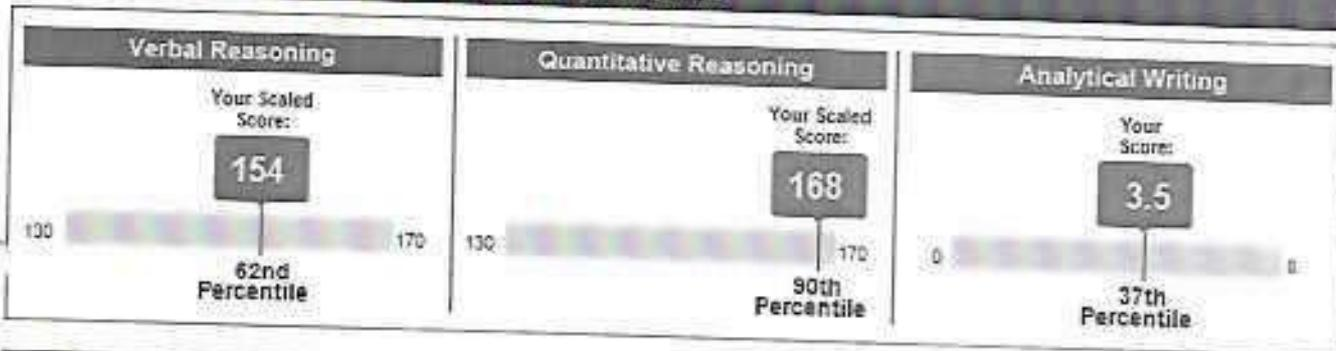 Verbal Reasoning
Your Scaled
Score:
154
130
170
62nd
Percentile
Quantitative Reasoning
Your Scaled
Score:
168
130
170
90th
Percentile
Analytical Writing
Your
Score:
3.5
0
37th
Percentile